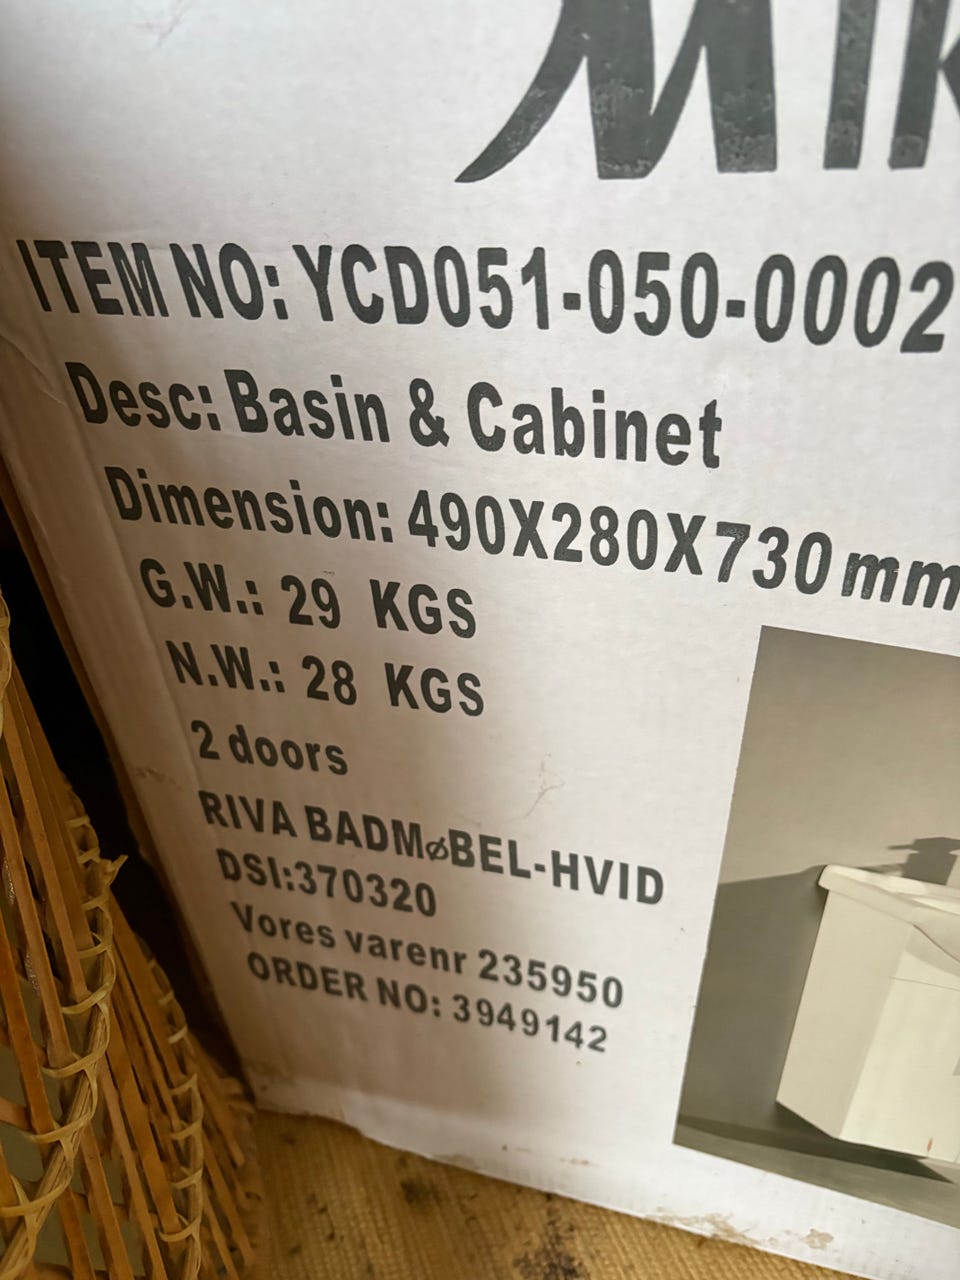 ITEM NO: YCD051-050-0002
Desc: Basin & Cabinet
Dimension: 490X280X730mm
G.W.: 29 KGS
N.W.: 28 KGS
2 doors
RIVA BADMøBEL-HVID
DSI:370320
Vores varenr 235950
ORDER NO: 3949142